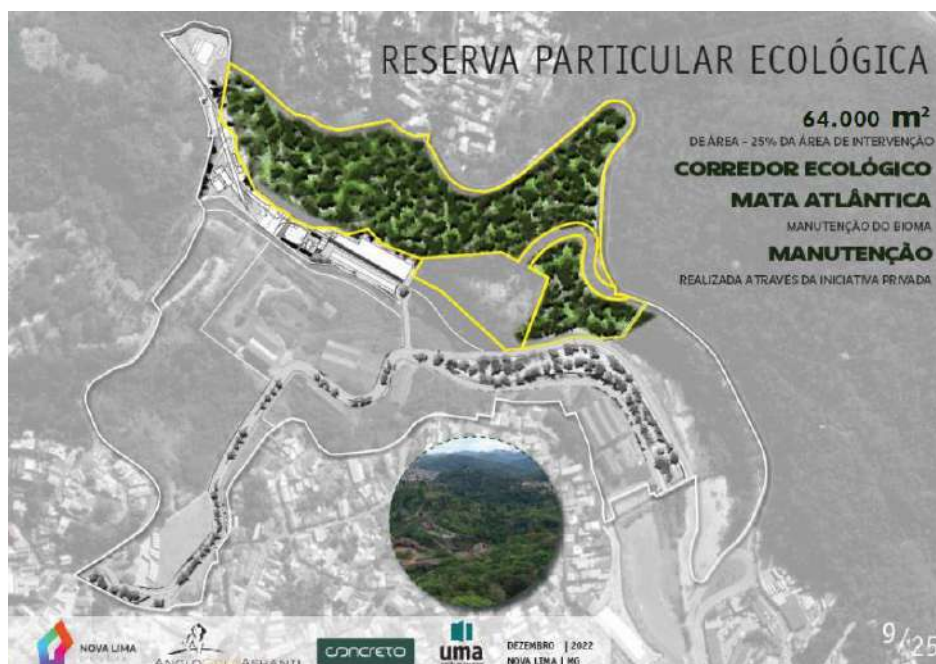 RESERVA PARTICULAR ECOLÓGICA
64.000 m²
DE ÁREA - 25% DA ÁREA DE INTERVENÇÃO
CORREDOR ECOLÓGICO
MATA ATLÂNTICA
MANUTENÇÃO DO BIOMA
MANUTENÇÃO
REALIZADA ATRAVÉS DA INICIATIVA PRIVADA
NOVA LIMA
ANGLOGOLDASHANTI
CONCRETO
uma
DEZEMBRO | 2022
NOVA LIMA | MG
9/25